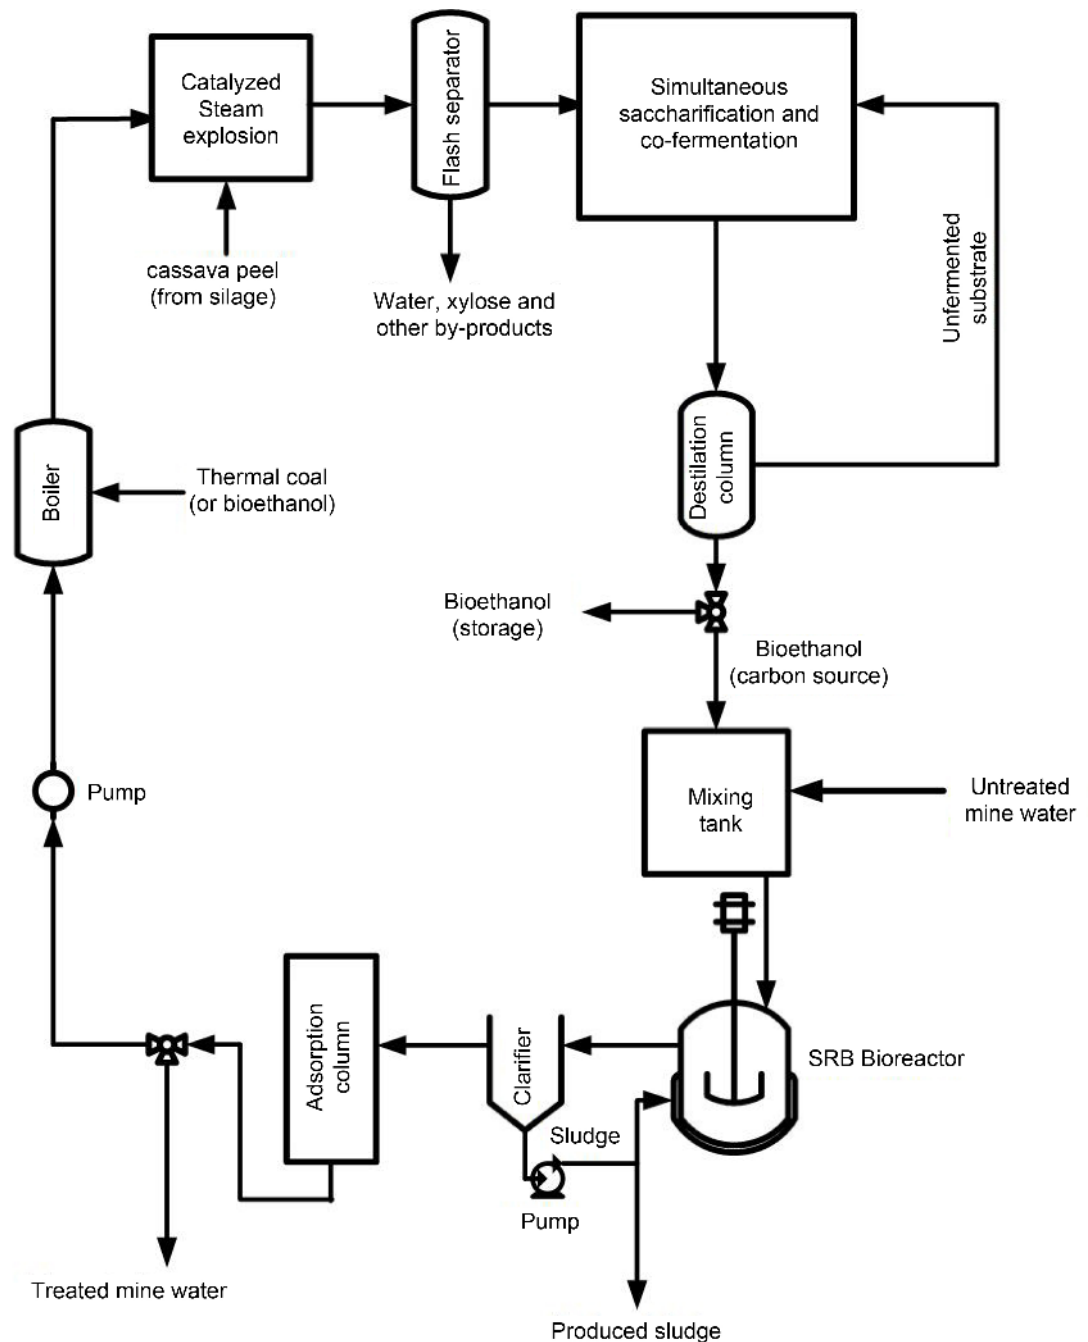 Catalyzed
Steam
explosion
Flash separator
Simultaneous
saccharification and
co-fermentation
cassava peel
(from silage)
Water, xylose and
other by-products
Unfermented
substrate
Boiler
Thermal coal
(or bioethanol)
Destilation
column
Bioethanol
(storage)
Bioethanol
(carbon source)
Pump
Mixing
tank
Untreated
mine water
Adsorption
column
Clarifier
SRB Bioreactor
Sludge
Pump
Treated mine water
Produced sludge